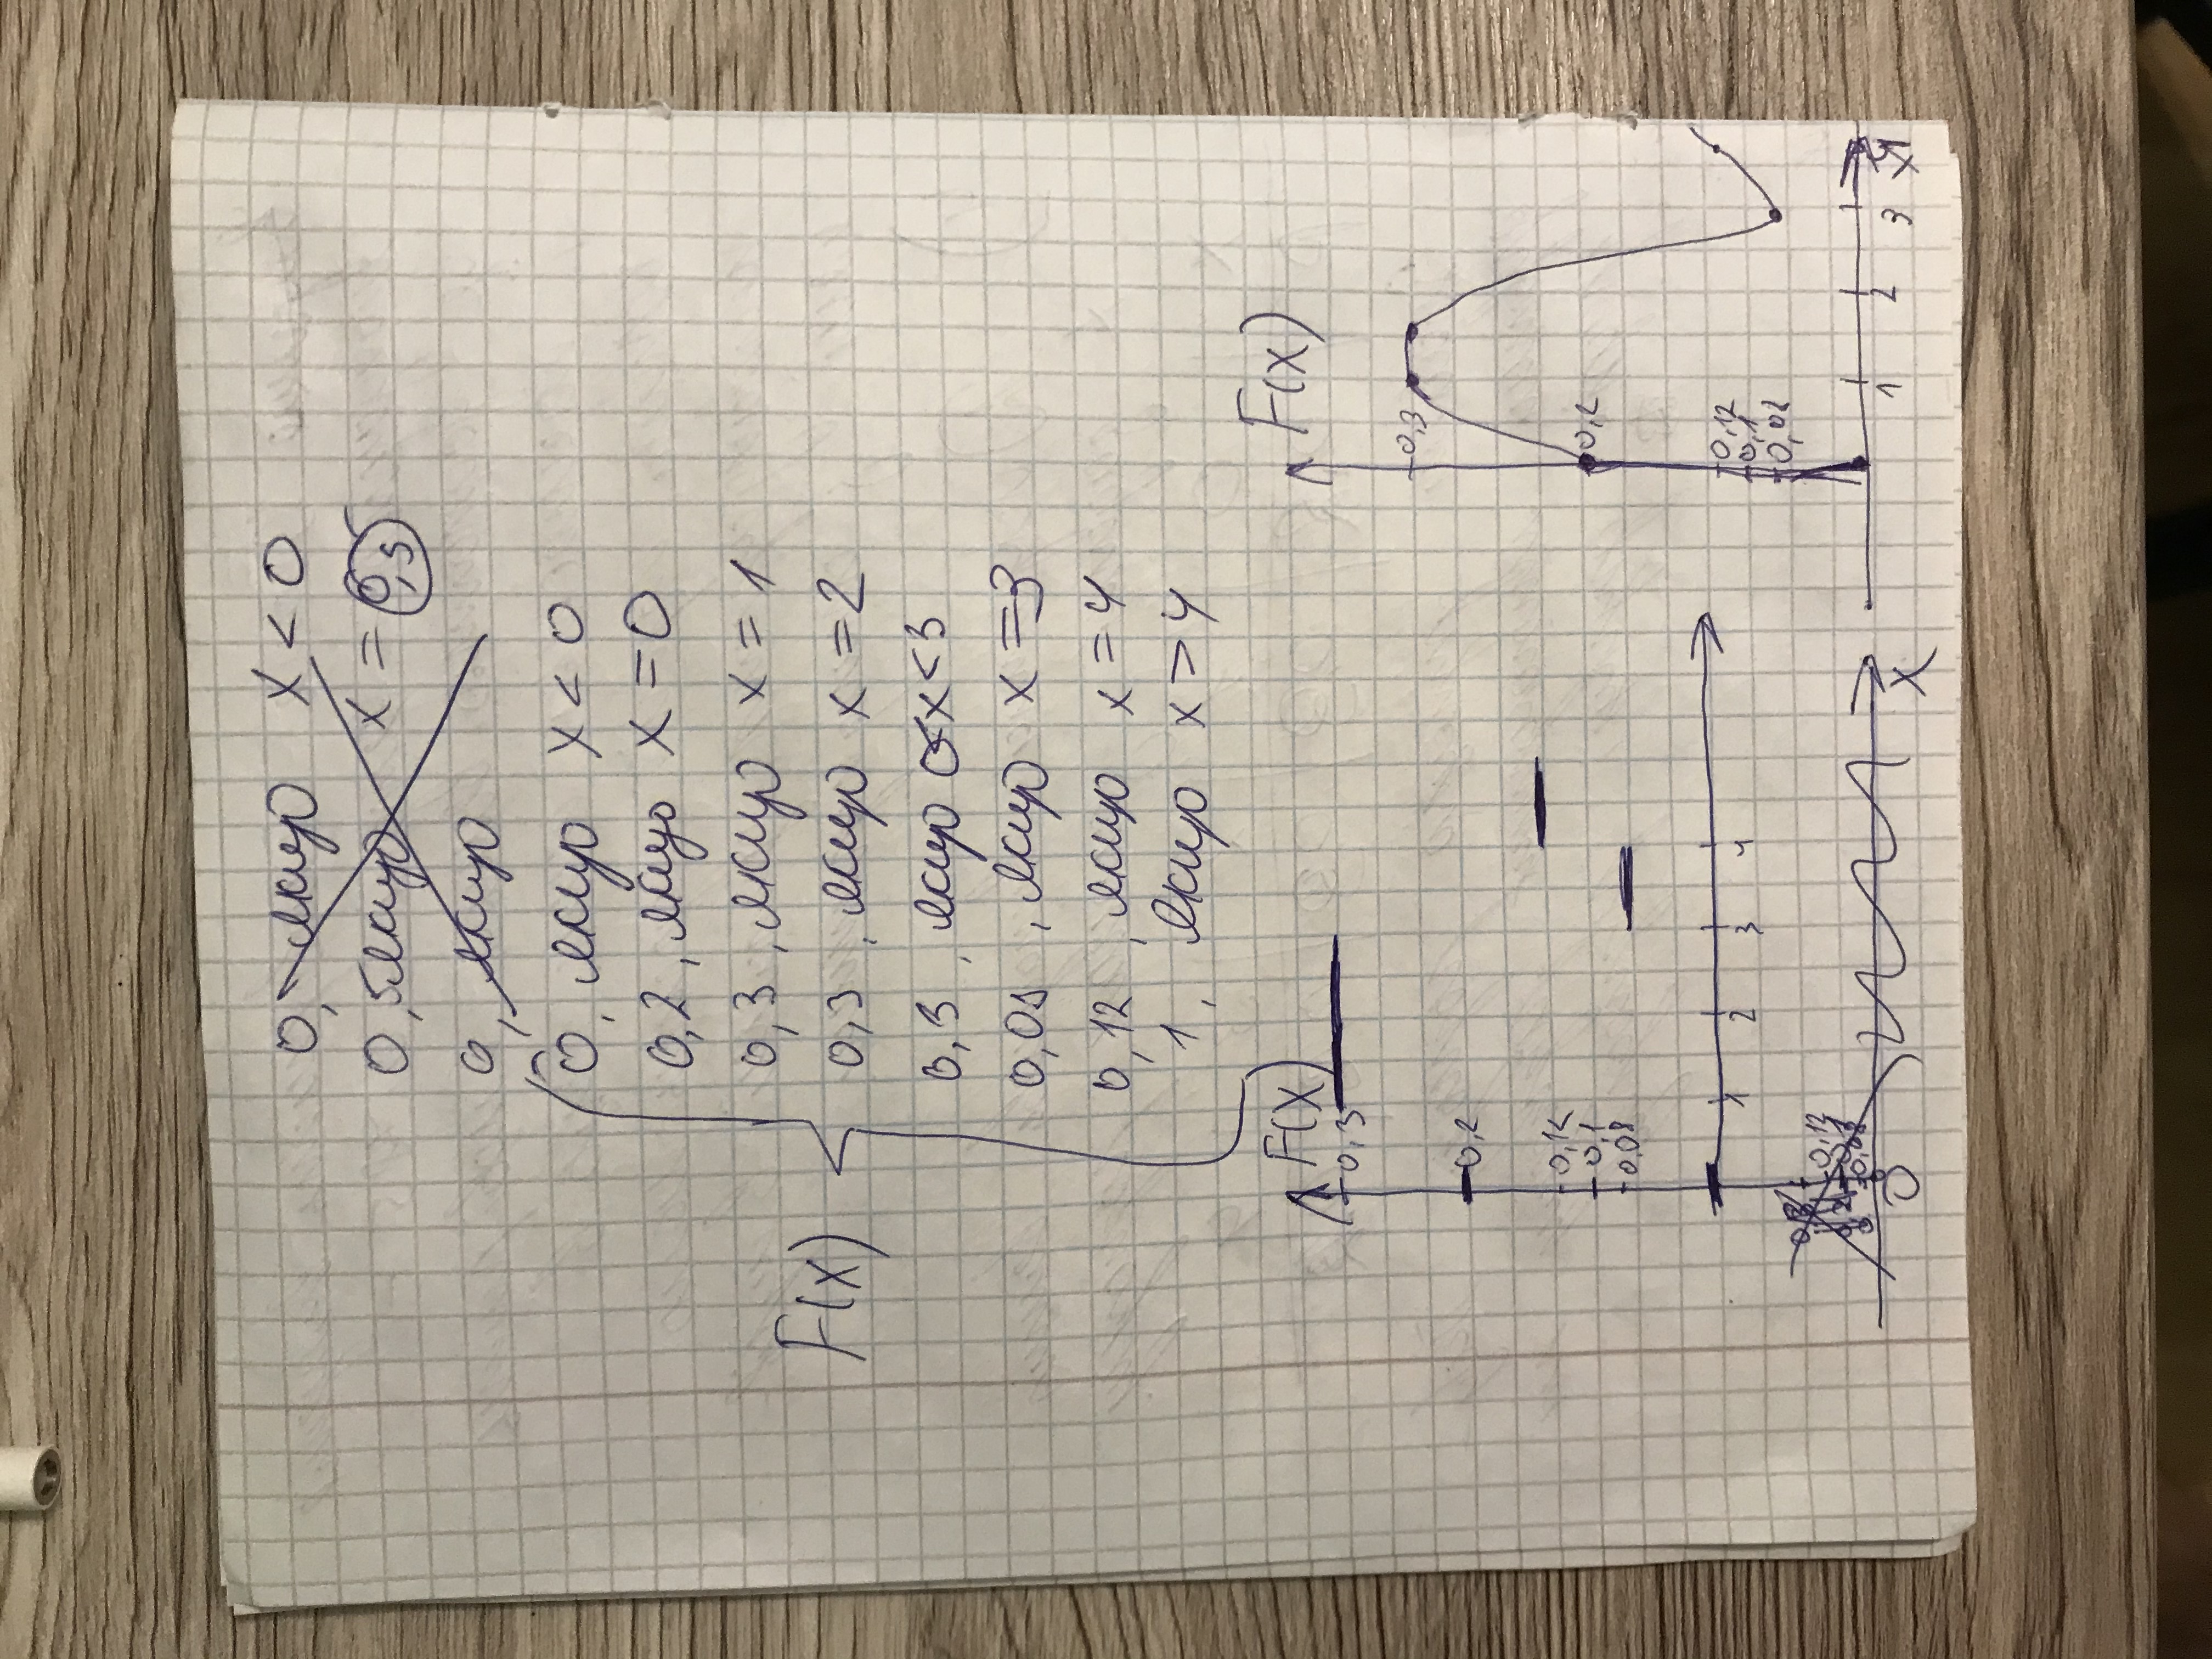 0, якщо x < 0
0,5 якщо x = 0,5
0, якщо
0, якщо x < 0
0,2, якщо x = 0
0,3, якщо x = 1
F(x)
0,3, якщо x = 2
0,3, якщо 0<x<3
0,08, якщо x = 3
0,12, якщо x = 4
1, якщо x > 4
F(x)
0,3
0,2
0,12
0,1
0,08
1 2 3 4
0,12
0 x
F(x)
0,3
0,2
0,12
0,1
0,08
1 2 3 4
x